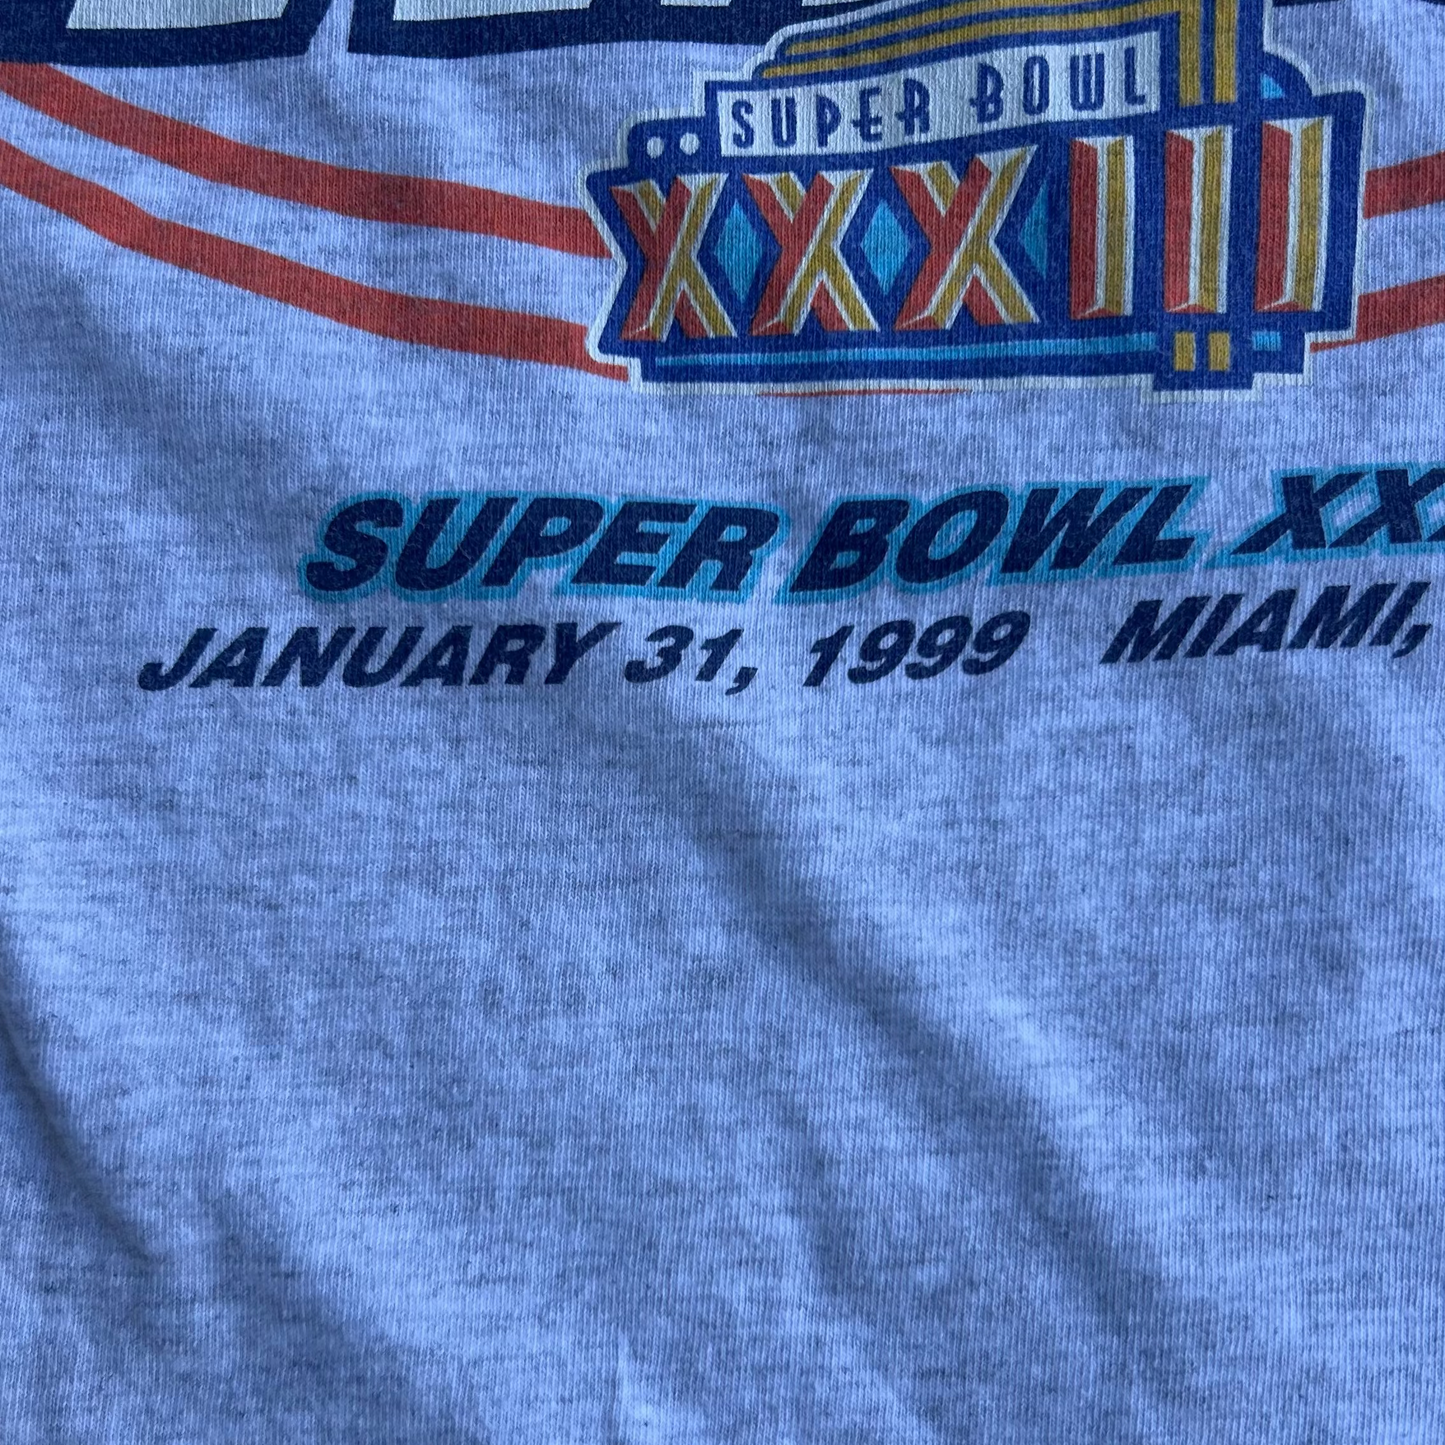 SUPER BOWL
XXXIII
SUPER BOWL
JANUARY 31, 1999 MIAMI,